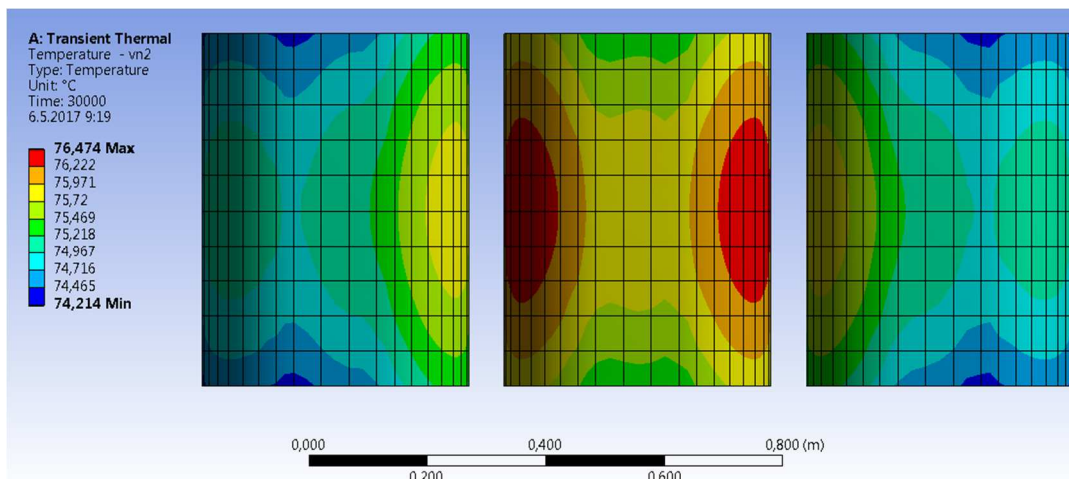 A: Transient Thermal
Temperature - vn2
Type: Temperature
Unit: °C
Time: 30000
6.5.2017 9:19
76,474 Max
76,222
75,971
75,72
75,469
75,218
74,967
74,716
74,465
74,214 Min
0,000 0,400 0,800 (m)
0,200 0,600